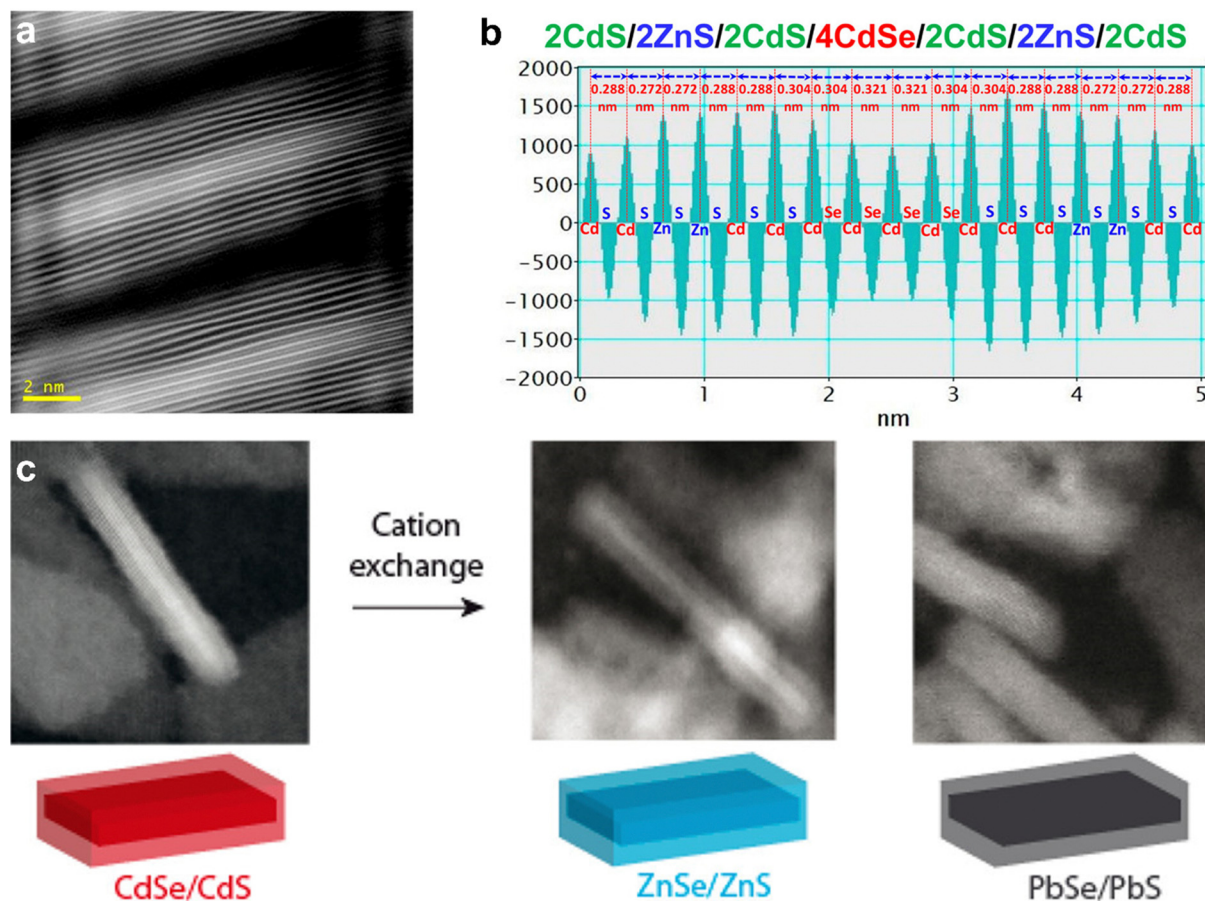 a
2 nm
b
2CdS/2ZnS/2CdS/4CdSe/2CdS/2ZnS/2CdS
2000
1500
1000
500
0
-500
-1000
-1500
-2000
0.288 0.272 0.272 0.288 0.288 0.304 0.304 0.321 0.321 0.304 0.304 0.288 0.288 0.272 0.272 0.288
nm nm nm nm nm nm nm nm nm nm nm nm nm nm nm nm
S S S S S S Se Se Se Se S S S S S S
Cd Cd Zn Zn Cd Cd Cd Cd Cd Cd Cd Cd Cd Zn Zn Cd Cd
0 1 2 3 4 5
nm
c
Cation
exchange
CdSe/CdS
ZnSe/ZnS
PbSe/PbS